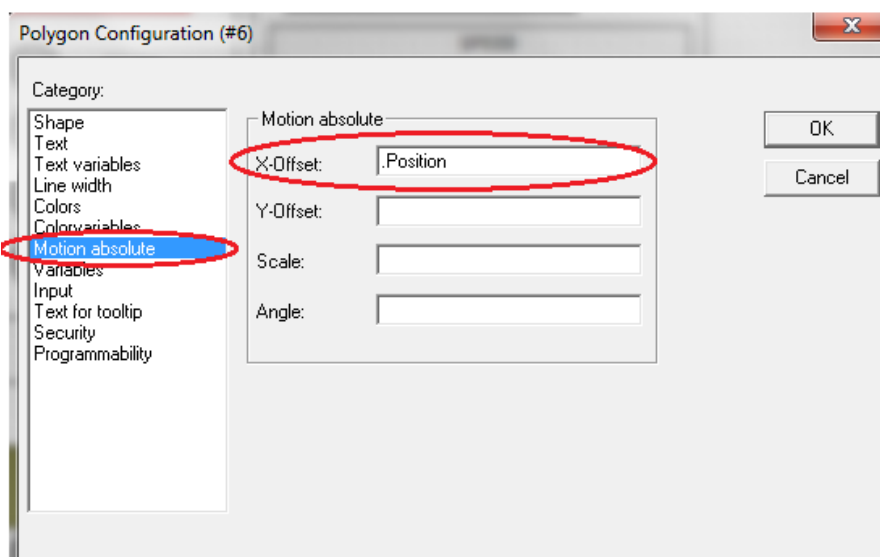 Polygon Configuration (#6)
Category:
Shape
Text
Text variables
Line width
Colors
Colorvariables
Motion absolute
Variables
Input
Text for tooltip
Security
Programmability
Motion absolute
X-Offset: .Position
Y-Offset:
Scale:
Angle:
OK
Cancel